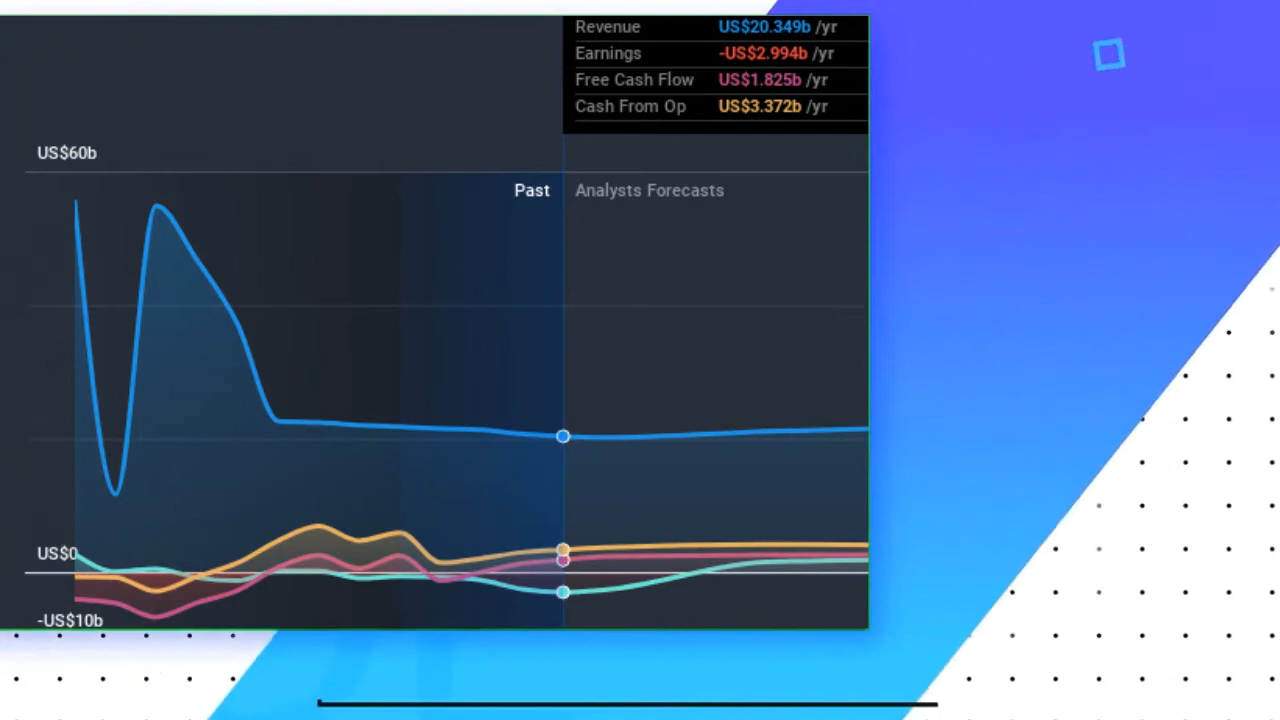 Revenue US$20.349b /yr
Earnings -US$2.994b /yr
Free Cash Flow US$1.825b /yr
Cash From Op US$3.372b /yr
US$60b
Past Analysts Forecasts
US$0
-US$10b